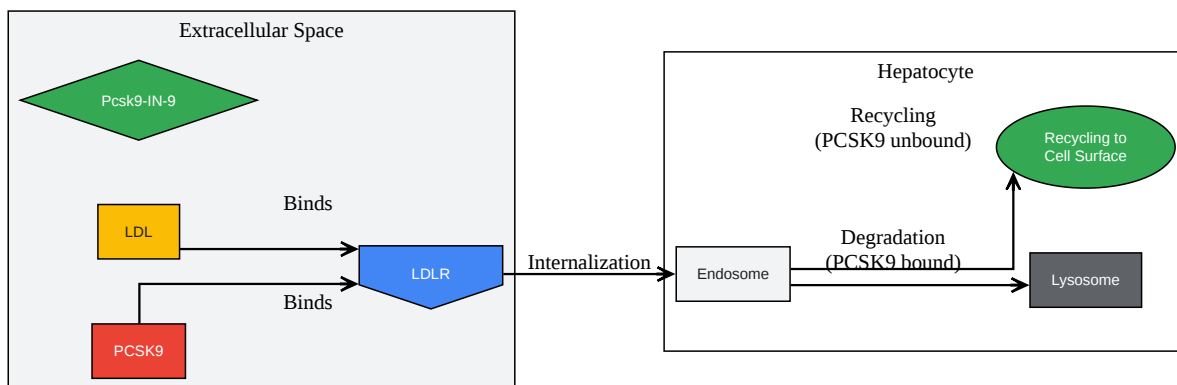 Extracellular Space
Pcsk9-IN-9
Binds
LDL
LDLR
Binds
PCSK9
Internalization
Hepatocyte
Recycling
(PCSK9 unbound)
Recycling to
Cell Surface
Endosome
Degradation
(PCSK9 bound)
Lysosome